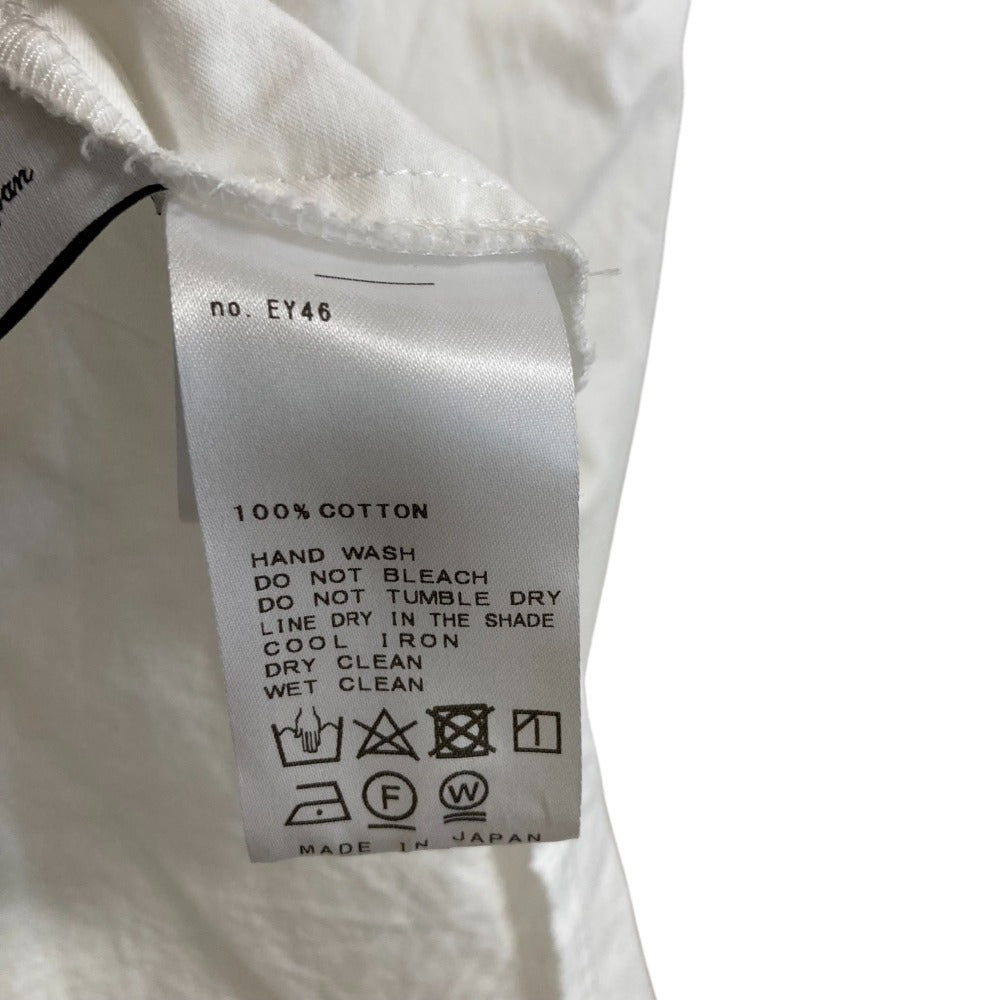 no. EY46
100% COTTON
HAND WASH
DO NOT BLEACH
DO NOT TUMBLE DRY
LINE DRY IN THE SHADE
COOL IRON
DRY CLEAN
WET CLEAN
F W
MADE IN JAPAN